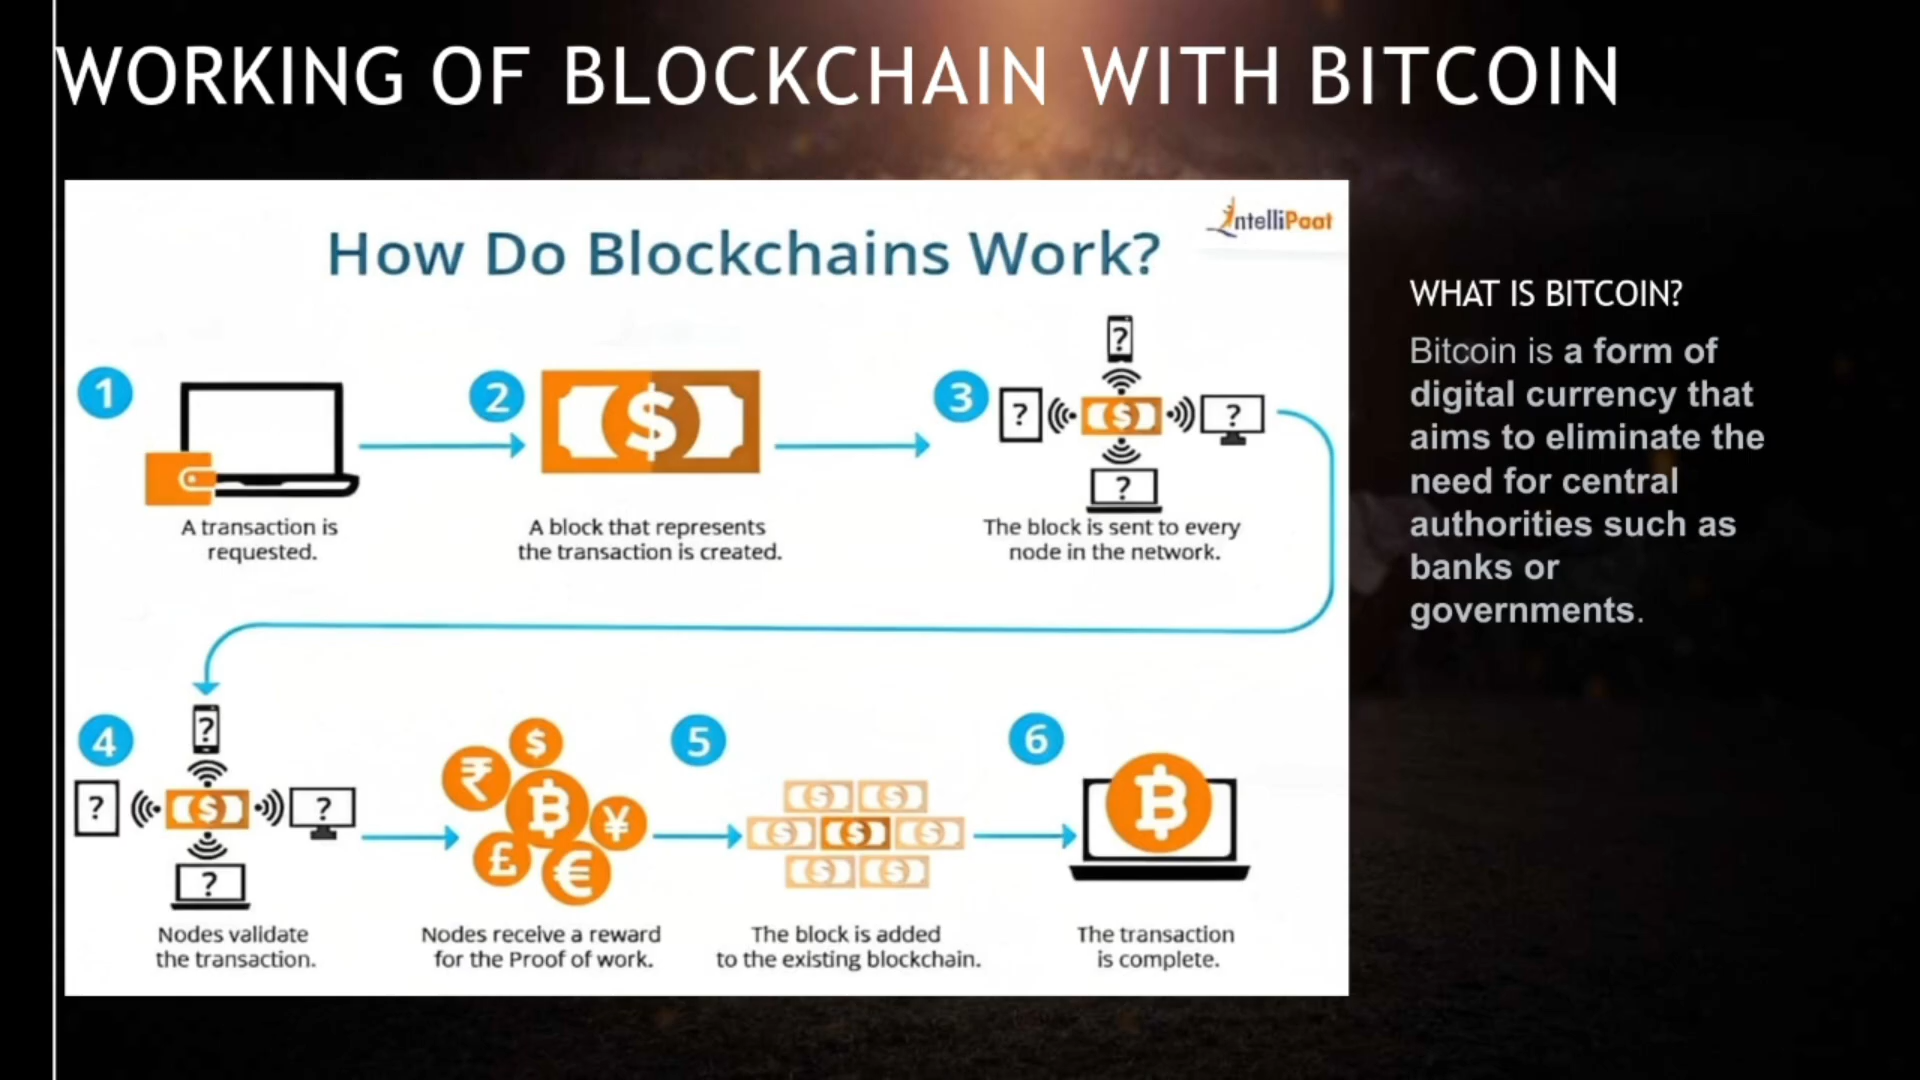 WORKING OF BLOCKCHAIN WITH BITCOIN
IntelliPaat
How Do Blockchains Work?
1
2
$
3
?
?
$
?
?
A transaction is
requested.
A block that represents
the transaction is created.
The block is sent to every
node in the network.
4
?
?
$
?
?
$
₹
₿
¥
£
€
5
$ $
$ $ $
$ $
6
₿
Nodes validate
the transaction.
Nodes receive a reward
for the Proof of work.
The block is added
to the existing blockchain.
The transaction
is complete.
WHAT IS BITCOIN?
Bitcoin is a form of
digital currency that
aims to eliminate the
need for central
authorities such as
banks or
governments.